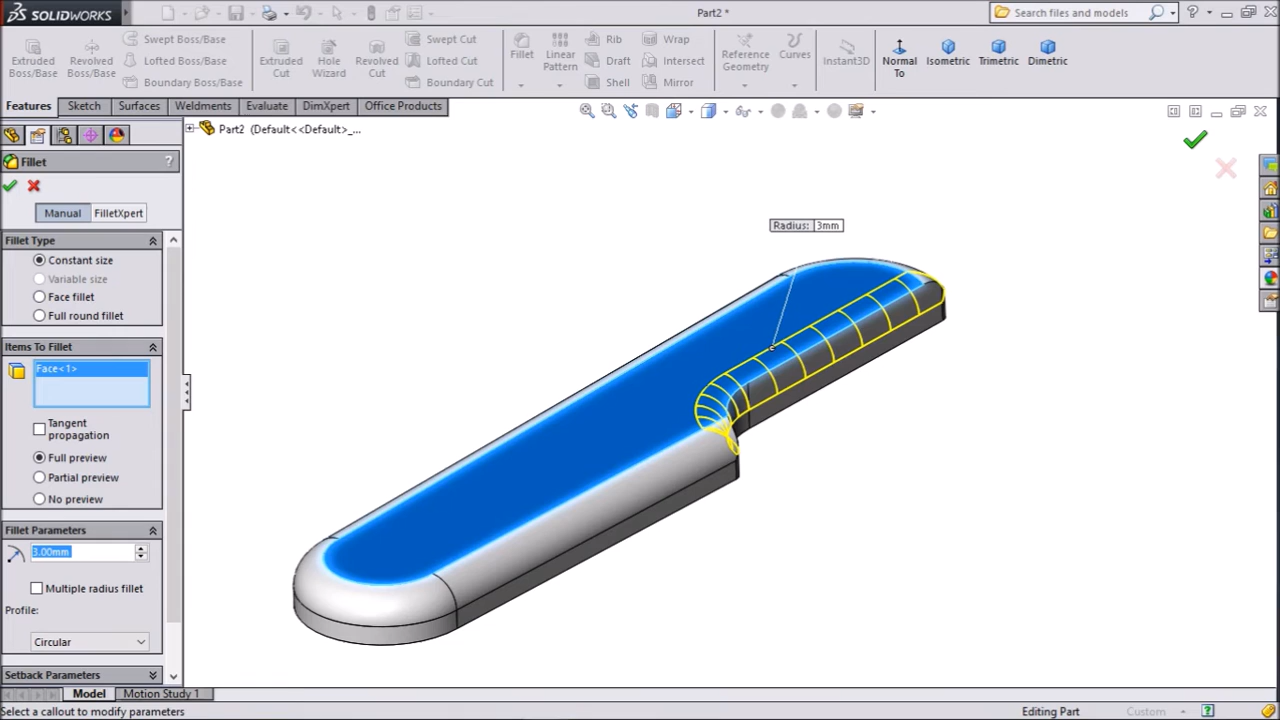 SOLIDWORKS
Part2 *
Search files and models
Extruded Boss/Base
Revolved Boss/Base
Swept Boss/Base
Lofted Boss/Base
Boundary Boss/Base
Extruded Cut
Hole Wizard
Revolved Cut
Swept Cut
Lofted Cut
Boundary Cut
Fillet
Linear Pattern
Rib
Draft
Shell
Wrap
Intersect
Mirror
Reference Geometry
Curves
Instant3D
Normal To
Isometric
Trimetric
Dimetric
Features
Sketch
Surfaces
Weldments
Evaluate
DimXpert
Office Products
Part2 (Default<<Default>_...
Fillet
?
Manual
FilletXpert
Fillet Type
Constant size
Variable size
Face fillet
Full round fillet
Items To Fillet
Face<1>
Tangent
propagation
Full preview
Partial preview
No preview
Fillet Parameters
3.00mm
Multiple radius fillet
Profile:
Circular
Setback Parameters
Radius: 3mm
Model
Motion Study 1
Select a callout to modify parameters
Editing Part
Custom